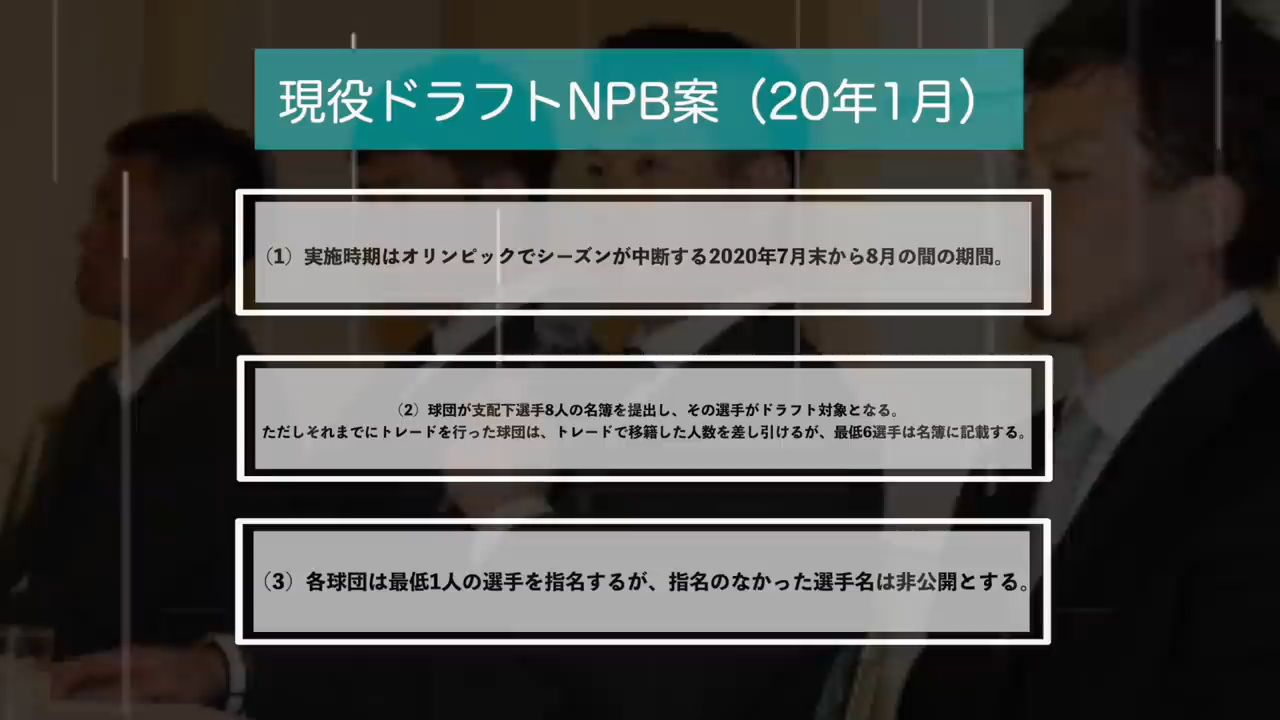 現役ドラフトNPB案（20年1月）
（1）実施時期はオリンピックでシーズンが中断する2020年7月末から8月の間の期間。
（2）球団が支配下選手8人の名簿を提出し、その選手がドラフト対象となる。
ただしそれまでにトレードを行った球団は、トレードで移籍した人数を差し引けるが、最低6選手は名簿に記載する。
（3）各球団は最低1人の選手を指名するが、指名のなかった選手名は非公開とする。